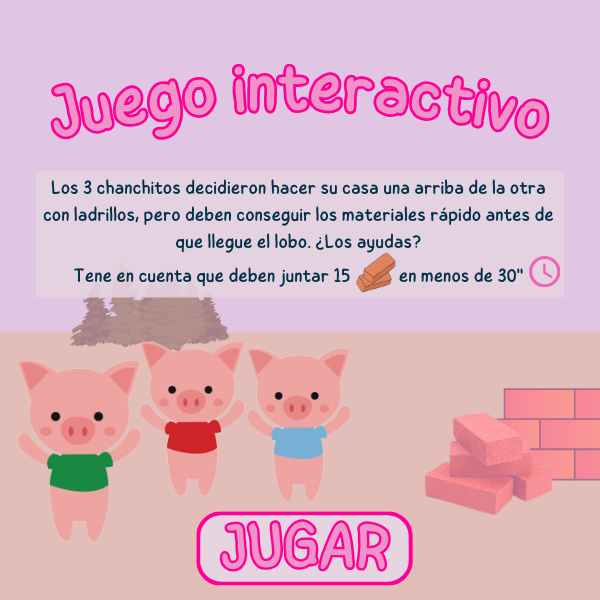 Juego interactivo
Los 3 chanchitos decidieron hacer su casa una arriba de la otra
con ladrillos, pero deben conseguir los materiales rápido antes de
que llegue el lobo. ¿Los ayudas?
Tene en cuenta que deben juntar 15 en menos de 30"
JUGAR